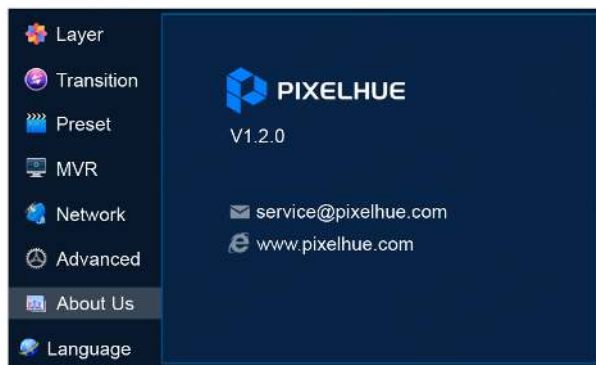 Layer
Transition
Preset
MVR
Network
Advanced
About Us
Language
PIXELHUE
V1.2.0
service@pixelhue.com
www.pixelhue.com